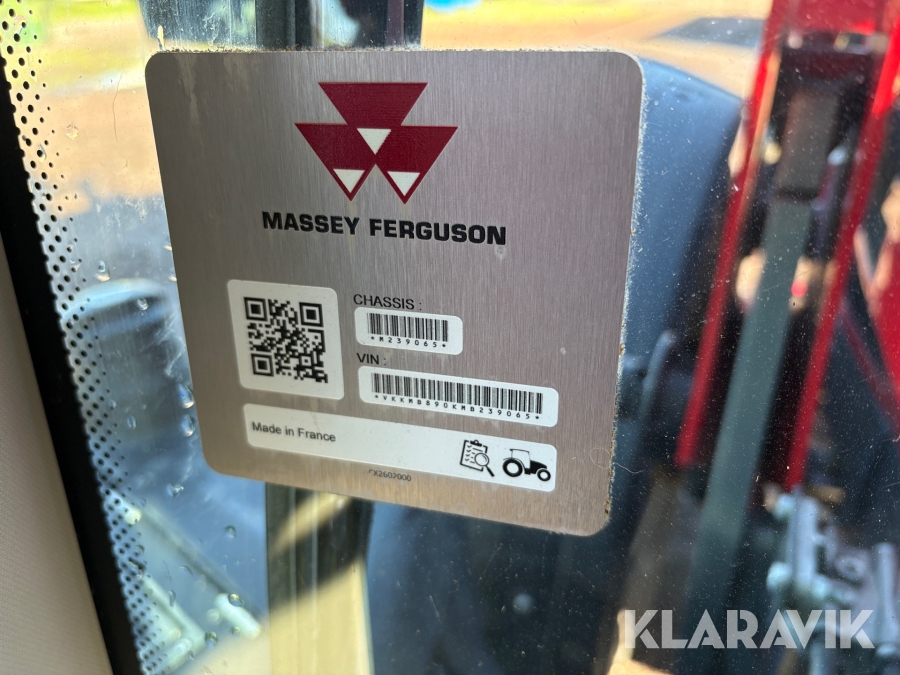 MASSEY FERGUSON
CHASSIS :
*M239065*
VIN :
*VKKMB890KMB239065*
Made in France
KLARAVIK